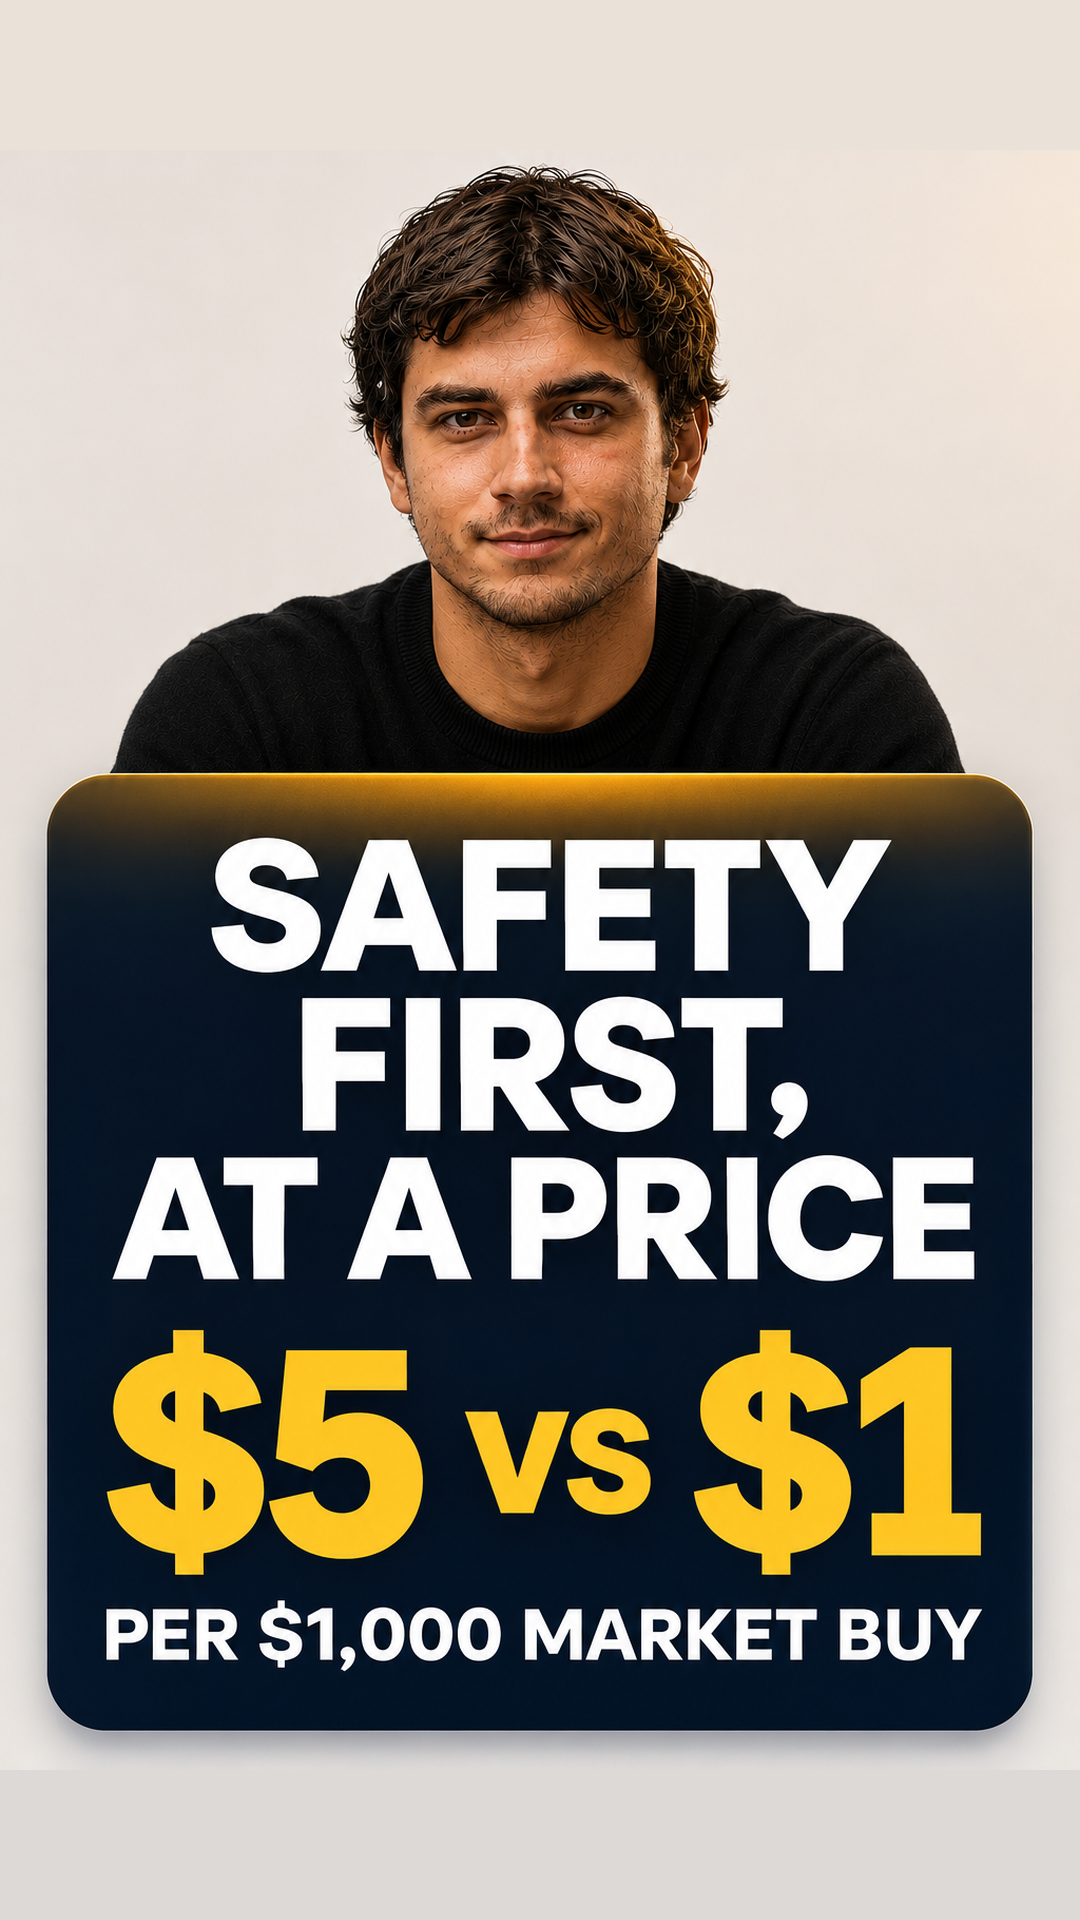 SAFETY
FIRST,
AT A PRICE
$5 VS $1
PER $1,000 MARKET BUY